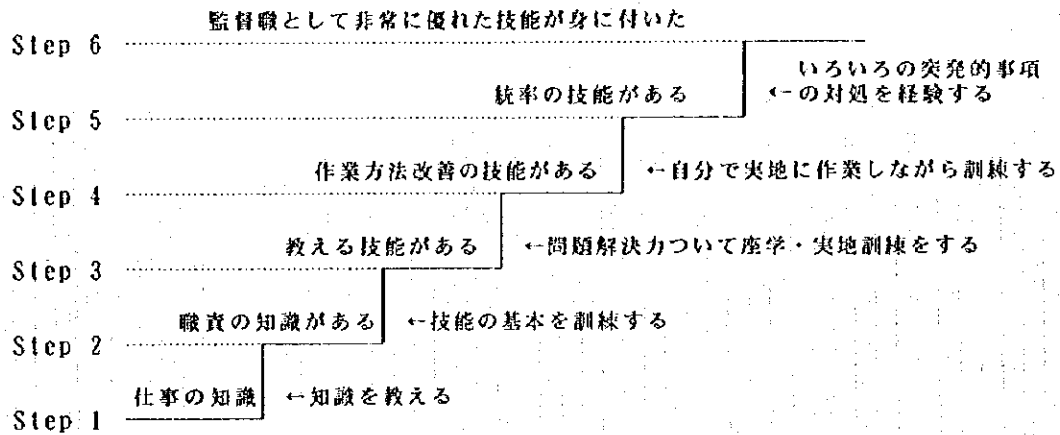 監督職として非常に優れた技能が身に付いた
Step 6
いろいろの突発的事項
統率の技能がある ←の対処を経験する
Step 5
作業方法改善の技能がある ←自分で実地に作業しながら訓練する
Step 4
教える技能がある ←問題解決力ついて座学・実地訓練をする
Step 3
職責の知識がある ←技能の基本を訓練する
Step 2
仕事の知識 ←知識を教える
Step 1